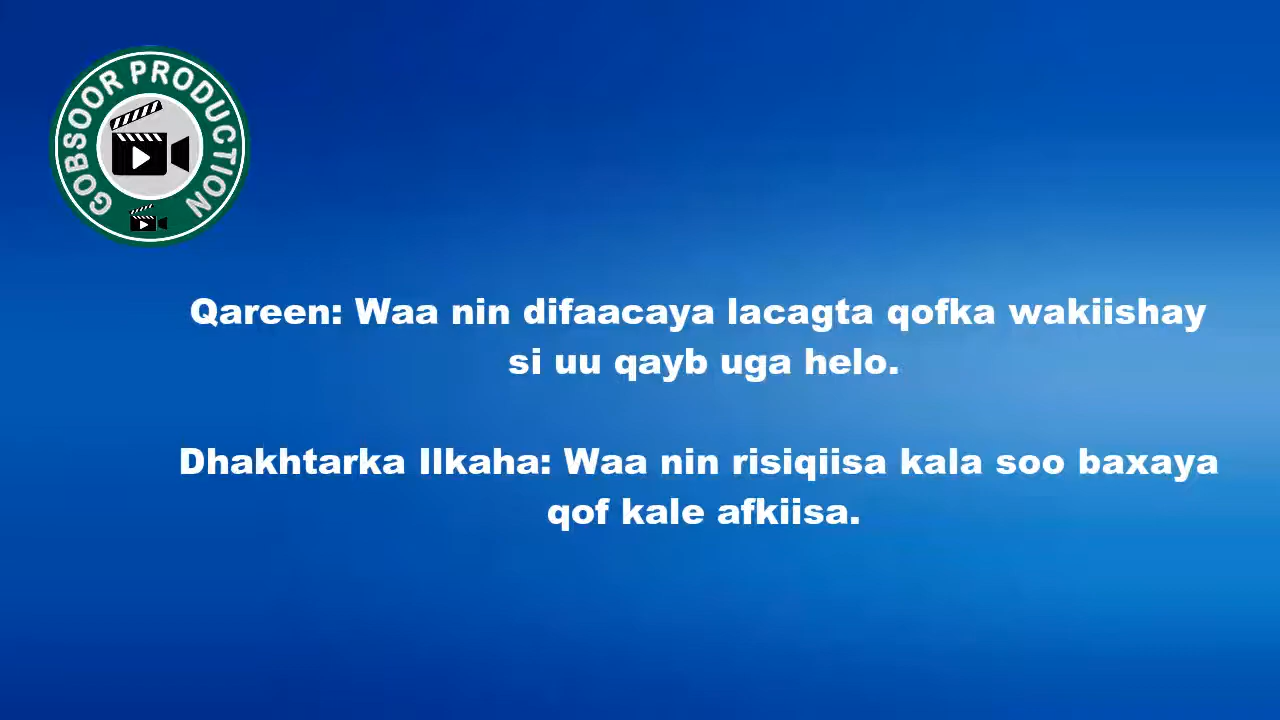 GOBSOOR PRODUCTION
Qareen: Waa nin difaacaya lacagta qofka wakiishay
si uu qayb uga helo.
Dhakhtarka Ilkaha: Waa nin risiqiisa kala soo baxaya
qof kale afkiisa.